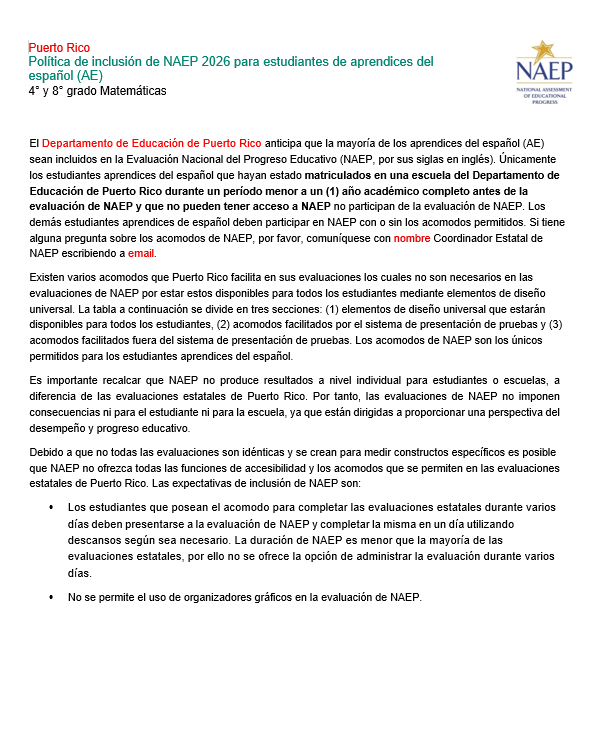 Puerto Rico
Política de inclusión de NAEP 2026 para estudiantes de aprendices del
español (AE)
4° y 8° grado Matemáticas
NAEP
NATIONAL ASSESSMENT
OF EDUCATIONAL
PROGRESS
El Departamento de Educación de Puerto Rico anticipa que la mayoría de los aprendices del español (AE)
sean incluidos en la Evaluación Nacional del Progreso Educativo (NAEP, por sus siglas en inglés). Únicamente
los estudiantes aprendices del español que hayan estado matriculados en una escuela del Departamento de
Educación de Puerto Rico durante un período menor a un (1) año académico completo antes de la
evaluación de NAEP y que no pueden tener acceso a NAEP no participan de la evaluación de NAEP. Los
demás estudiantes aprendices de español deben participar en NAEP con o sin los acomodos permitidos. Si tiene
alguna pregunta sobre los acomodos de NAEP, por favor, comuníquese con nombre Coordinador Estatal de
NAEP escribiendo a email.
Existen varios acomodos que Puerto Rico facilita en sus evaluaciones los cuales no son necesarios en las
evaluaciones de NAEP por estar estos disponibles para todos los estudiantes mediante elementos de diseño
universal. La tabla a continuación se divide en tres secciones: (1) elementos de diseño universal que estarán
disponibles para todos los estudiantes, (2) acomodos facilitados por el sistema de presentación de pruebas y (3)
acomodos facilitados fuera del sistema de presentación de pruebas. Los acomodos de NAEP son los únicos
permitidos para los estudiantes aprendices del español.
Es importante recalcar que NAEP no produce resultados a nivel individual para estudiantes o escuelas, a
diferencia de las evaluaciones estatales de Puerto Rico. Por tanto, las evaluaciones de NAEP no imponen
consecuencias ni para el estudiante ni para la escuela, ya que están dirigidas a proporcionar una perspectiva del
desempeño y progreso educativo.
Debido a que no todas las evaluaciones son idénticas y se crean para medir constructos específicos es posible
que NAEP no ofrezca todas las funciones de accesibilidad y los acomodos que se permiten en las evaluaciones
estatales de Puerto Rico. Las expectativas de inclusión de NAEP son:
• Los estudiantes que posean el acomodo para completar las evaluaciones estatales durante varios
días deben presentarse a la evaluación de NAEP y completar la misma en un día utilizando
descansos según sea necesario. La duración de NAEP es menor que la mayoría de las
evaluaciones estatales, por ello no se ofrece la opción de administrar la evaluación durante varios
días.
• No se permite el uso de organizadores gráficos en la evaluación de NAEP.